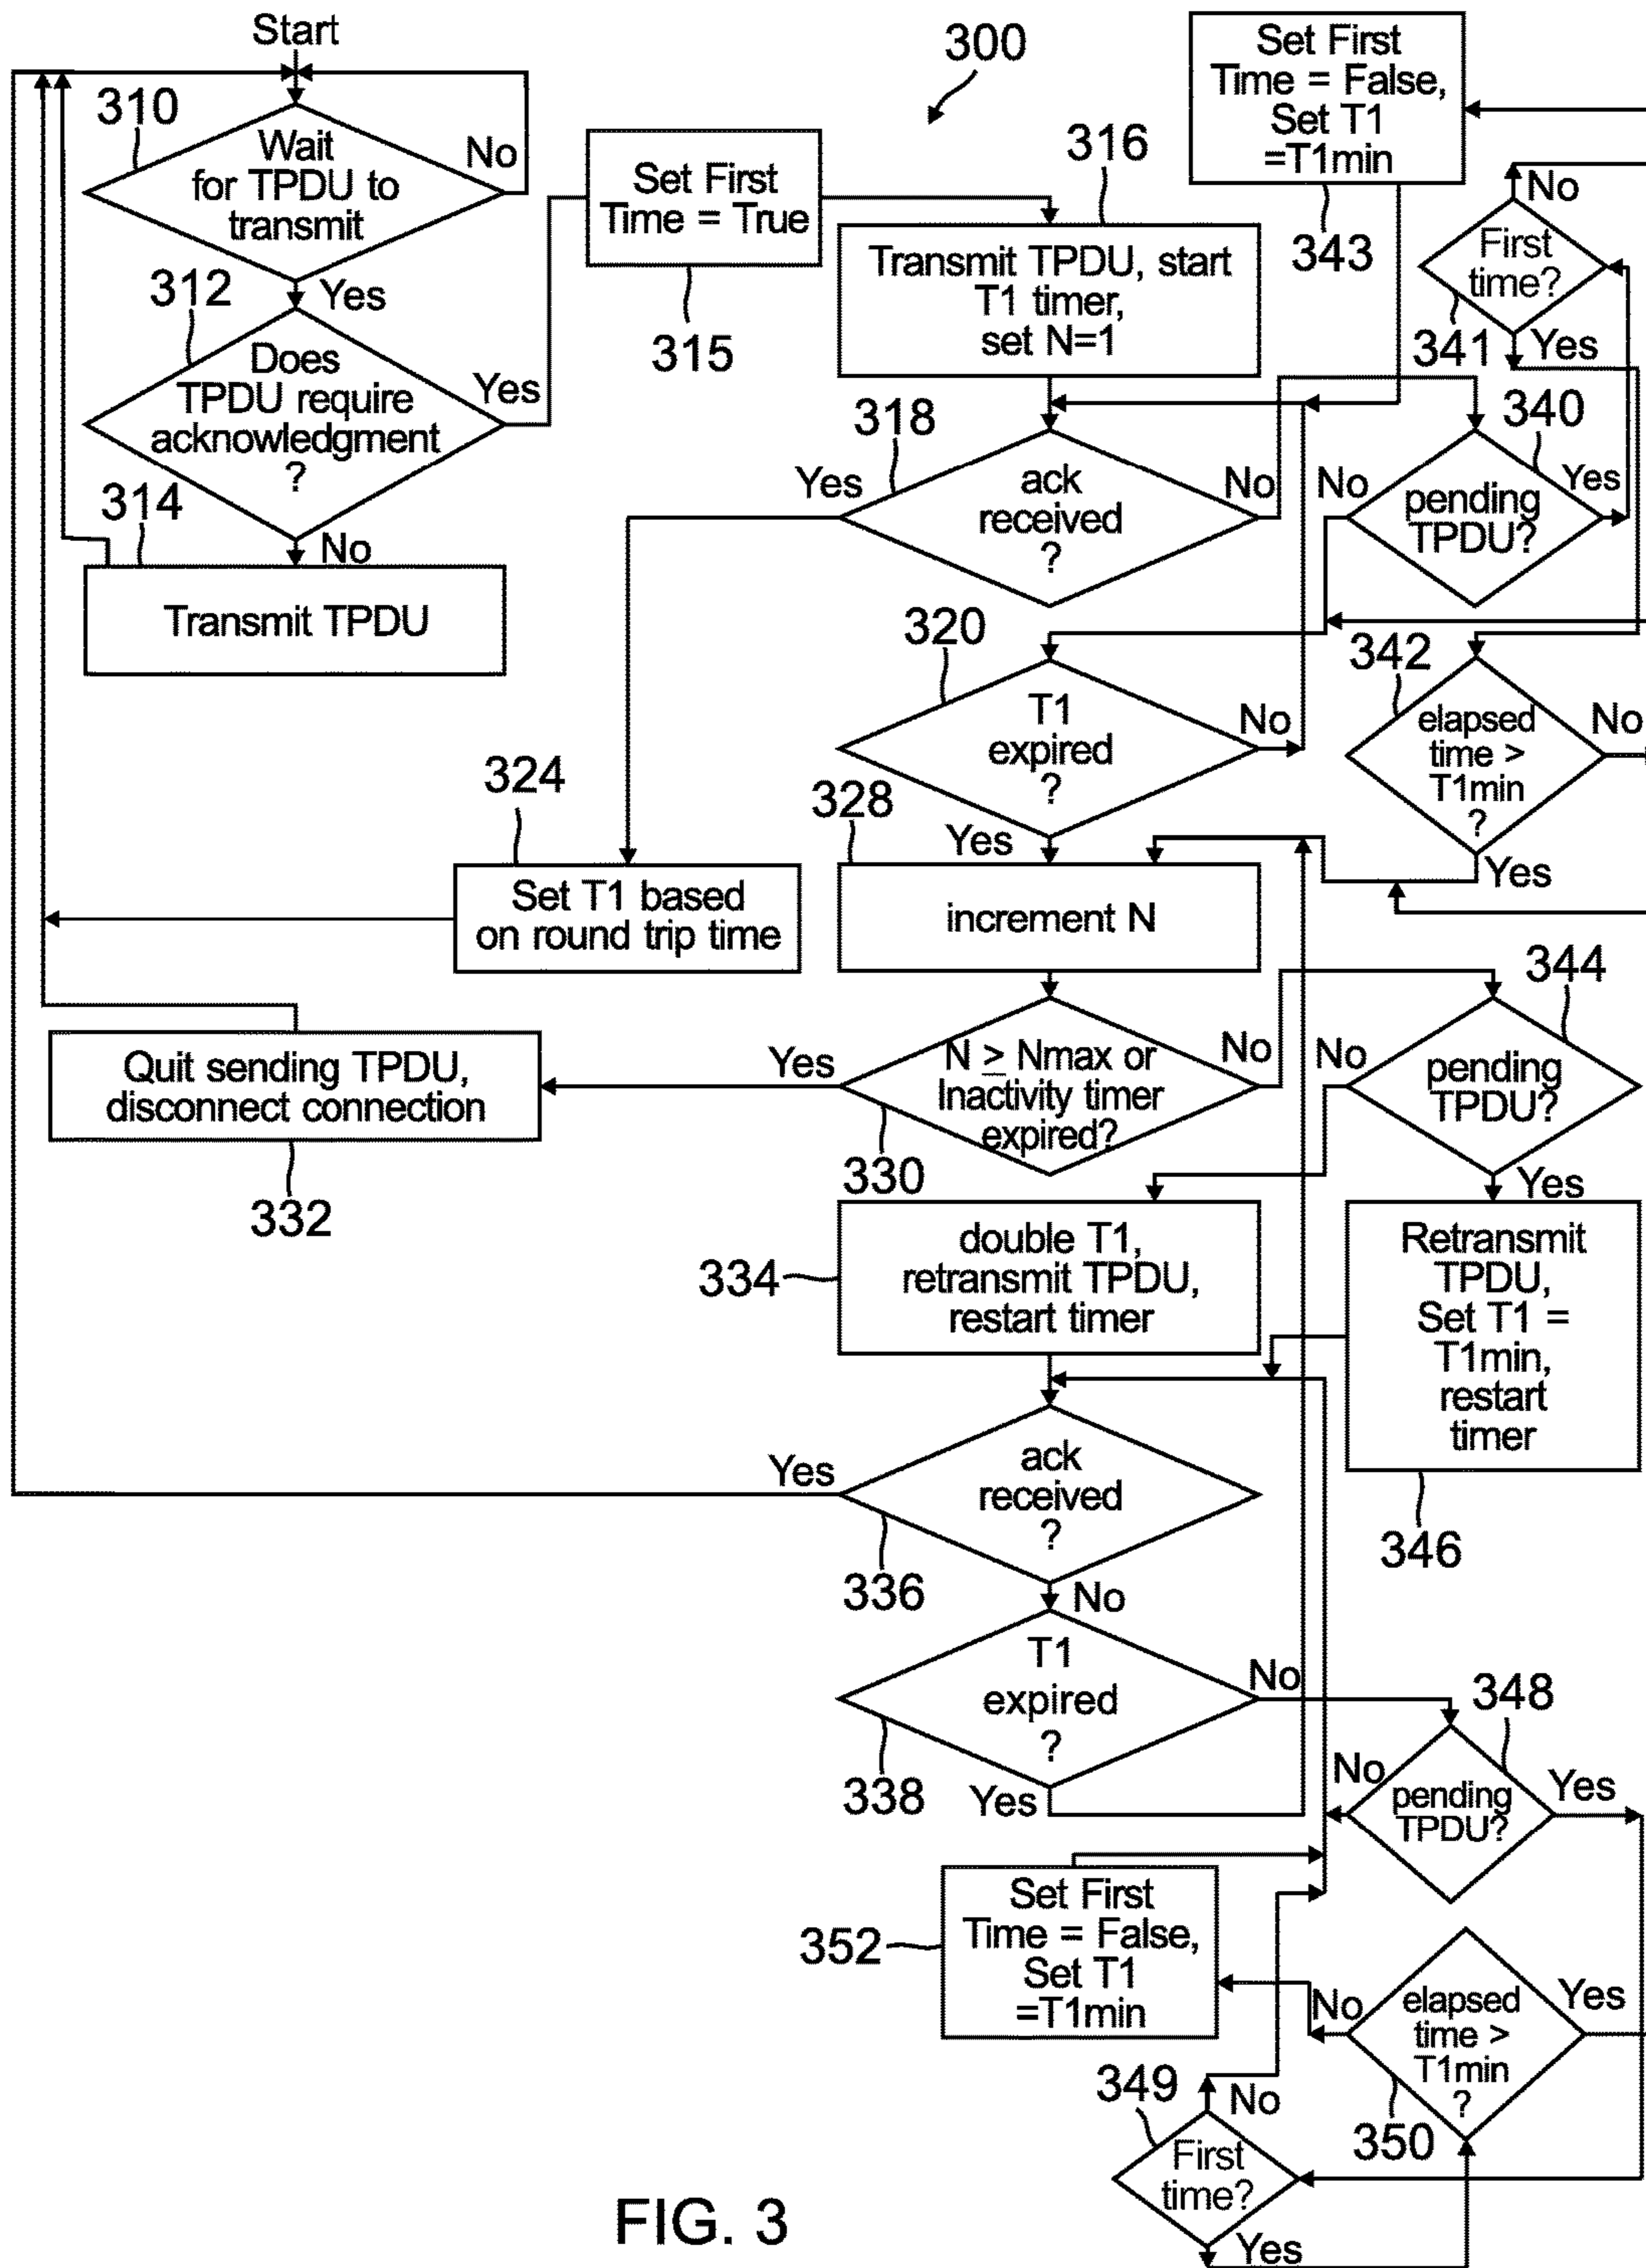 Start
300
310
Wait
for TPDU to
transmit
No
Yes
312
Does
TPDU require
acknowledgment
?
Yes
No
314
Transmit TPDU
Set First
Time = True
315
316
Transmit TPDU, start
T1 timer,
set N=1
Set First
Time = False,
Set T1
=T1min
343
No
First
time?
341
Yes
318
Yes
ack
received
?
No
340
No
pending
TPDU?
Yes
320
T1
expired
?
No
Yes
342
elapsed
time >
T1min
?
No
Yes
324
Set T1 based
on round trip time
328
increment N
344
No
pending
TPDU?
Yes
Yes
N ≥ Nmax or
Inactivity timer
expired?
No
330
Quit sending TPDU,
disconnect connection
332
334
double T1,
retransmit TPDU,
restart timer
Retransmit
TPDU,
Set T1 =
T1min,
restart
timer
346
Yes
ack
received
?
336
No
T1
expired
?
No
338
Yes
348
No
pending
TPDU?
Yes
352
Set First
Time = False,
Set T1
=T1min
No
elapsed
time >
T1min
?
Yes
350
349
No
First
time?
Yes
FIG. 3